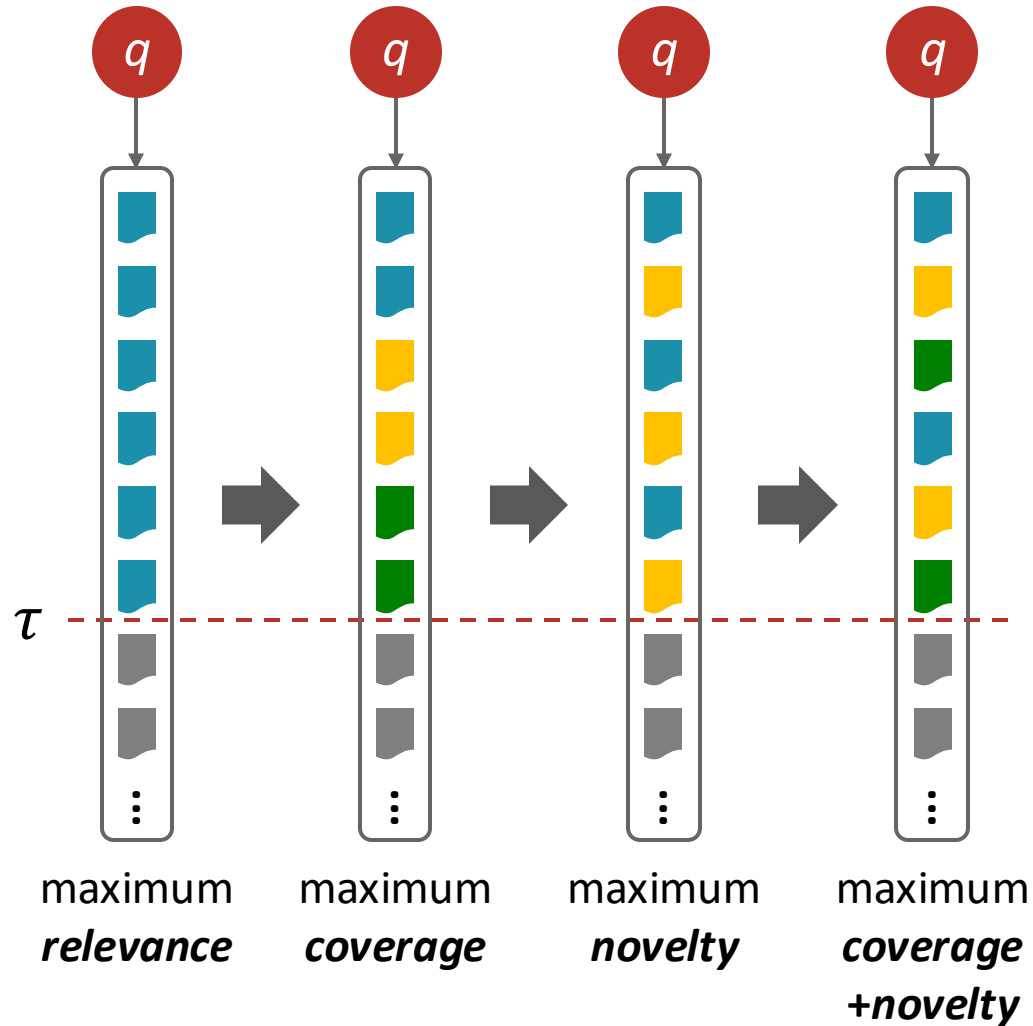 q
q
q
q
τ
⋮
⋮
⋮
⋮
maximum
relevance
maximum
coverage
maximum
novelty
maximum
coverage
+novelty